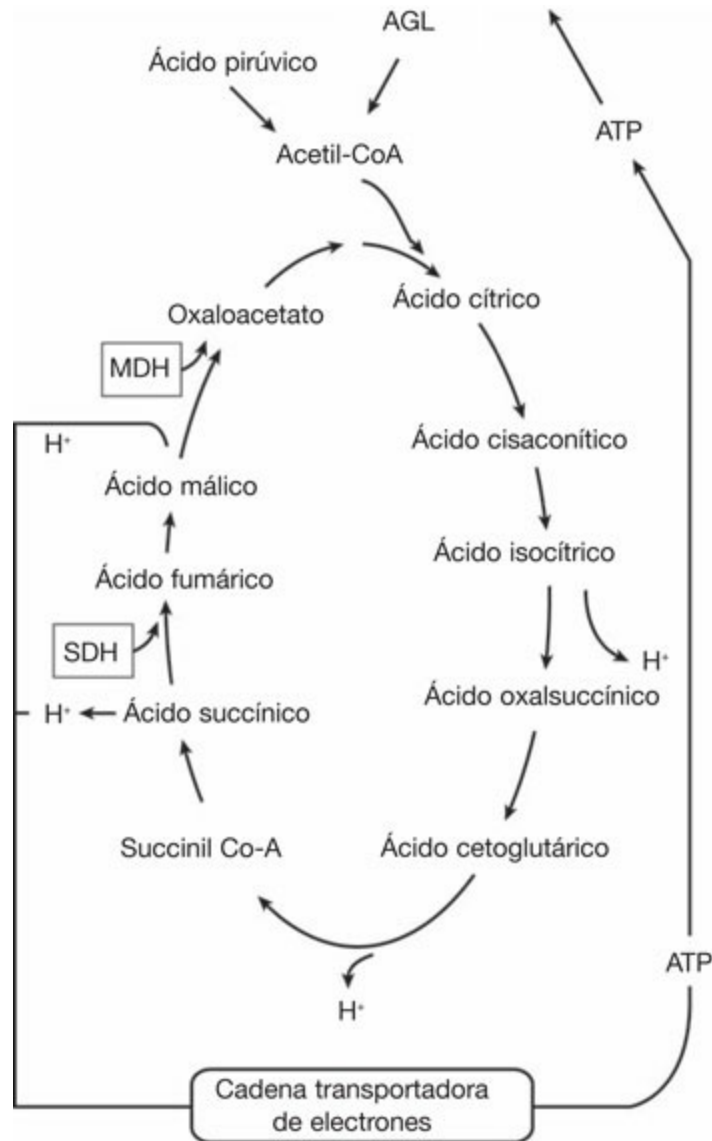 AGL
Ácido pirúvico
ATP
Acetil-CoA
Oxaloacetato
Ácido cítrico
MDH
H⁺
Ácido cisaconítico
Ácido málico
Ácido isocítrico
Ácido fumárico
SDH
H⁺
Ácido oxalsuccínico
H⁺
Ácido succínico
Succinil Co-A
Ácido cetoglutárico
ATP
H⁺
Cadena transportadora
de electrones